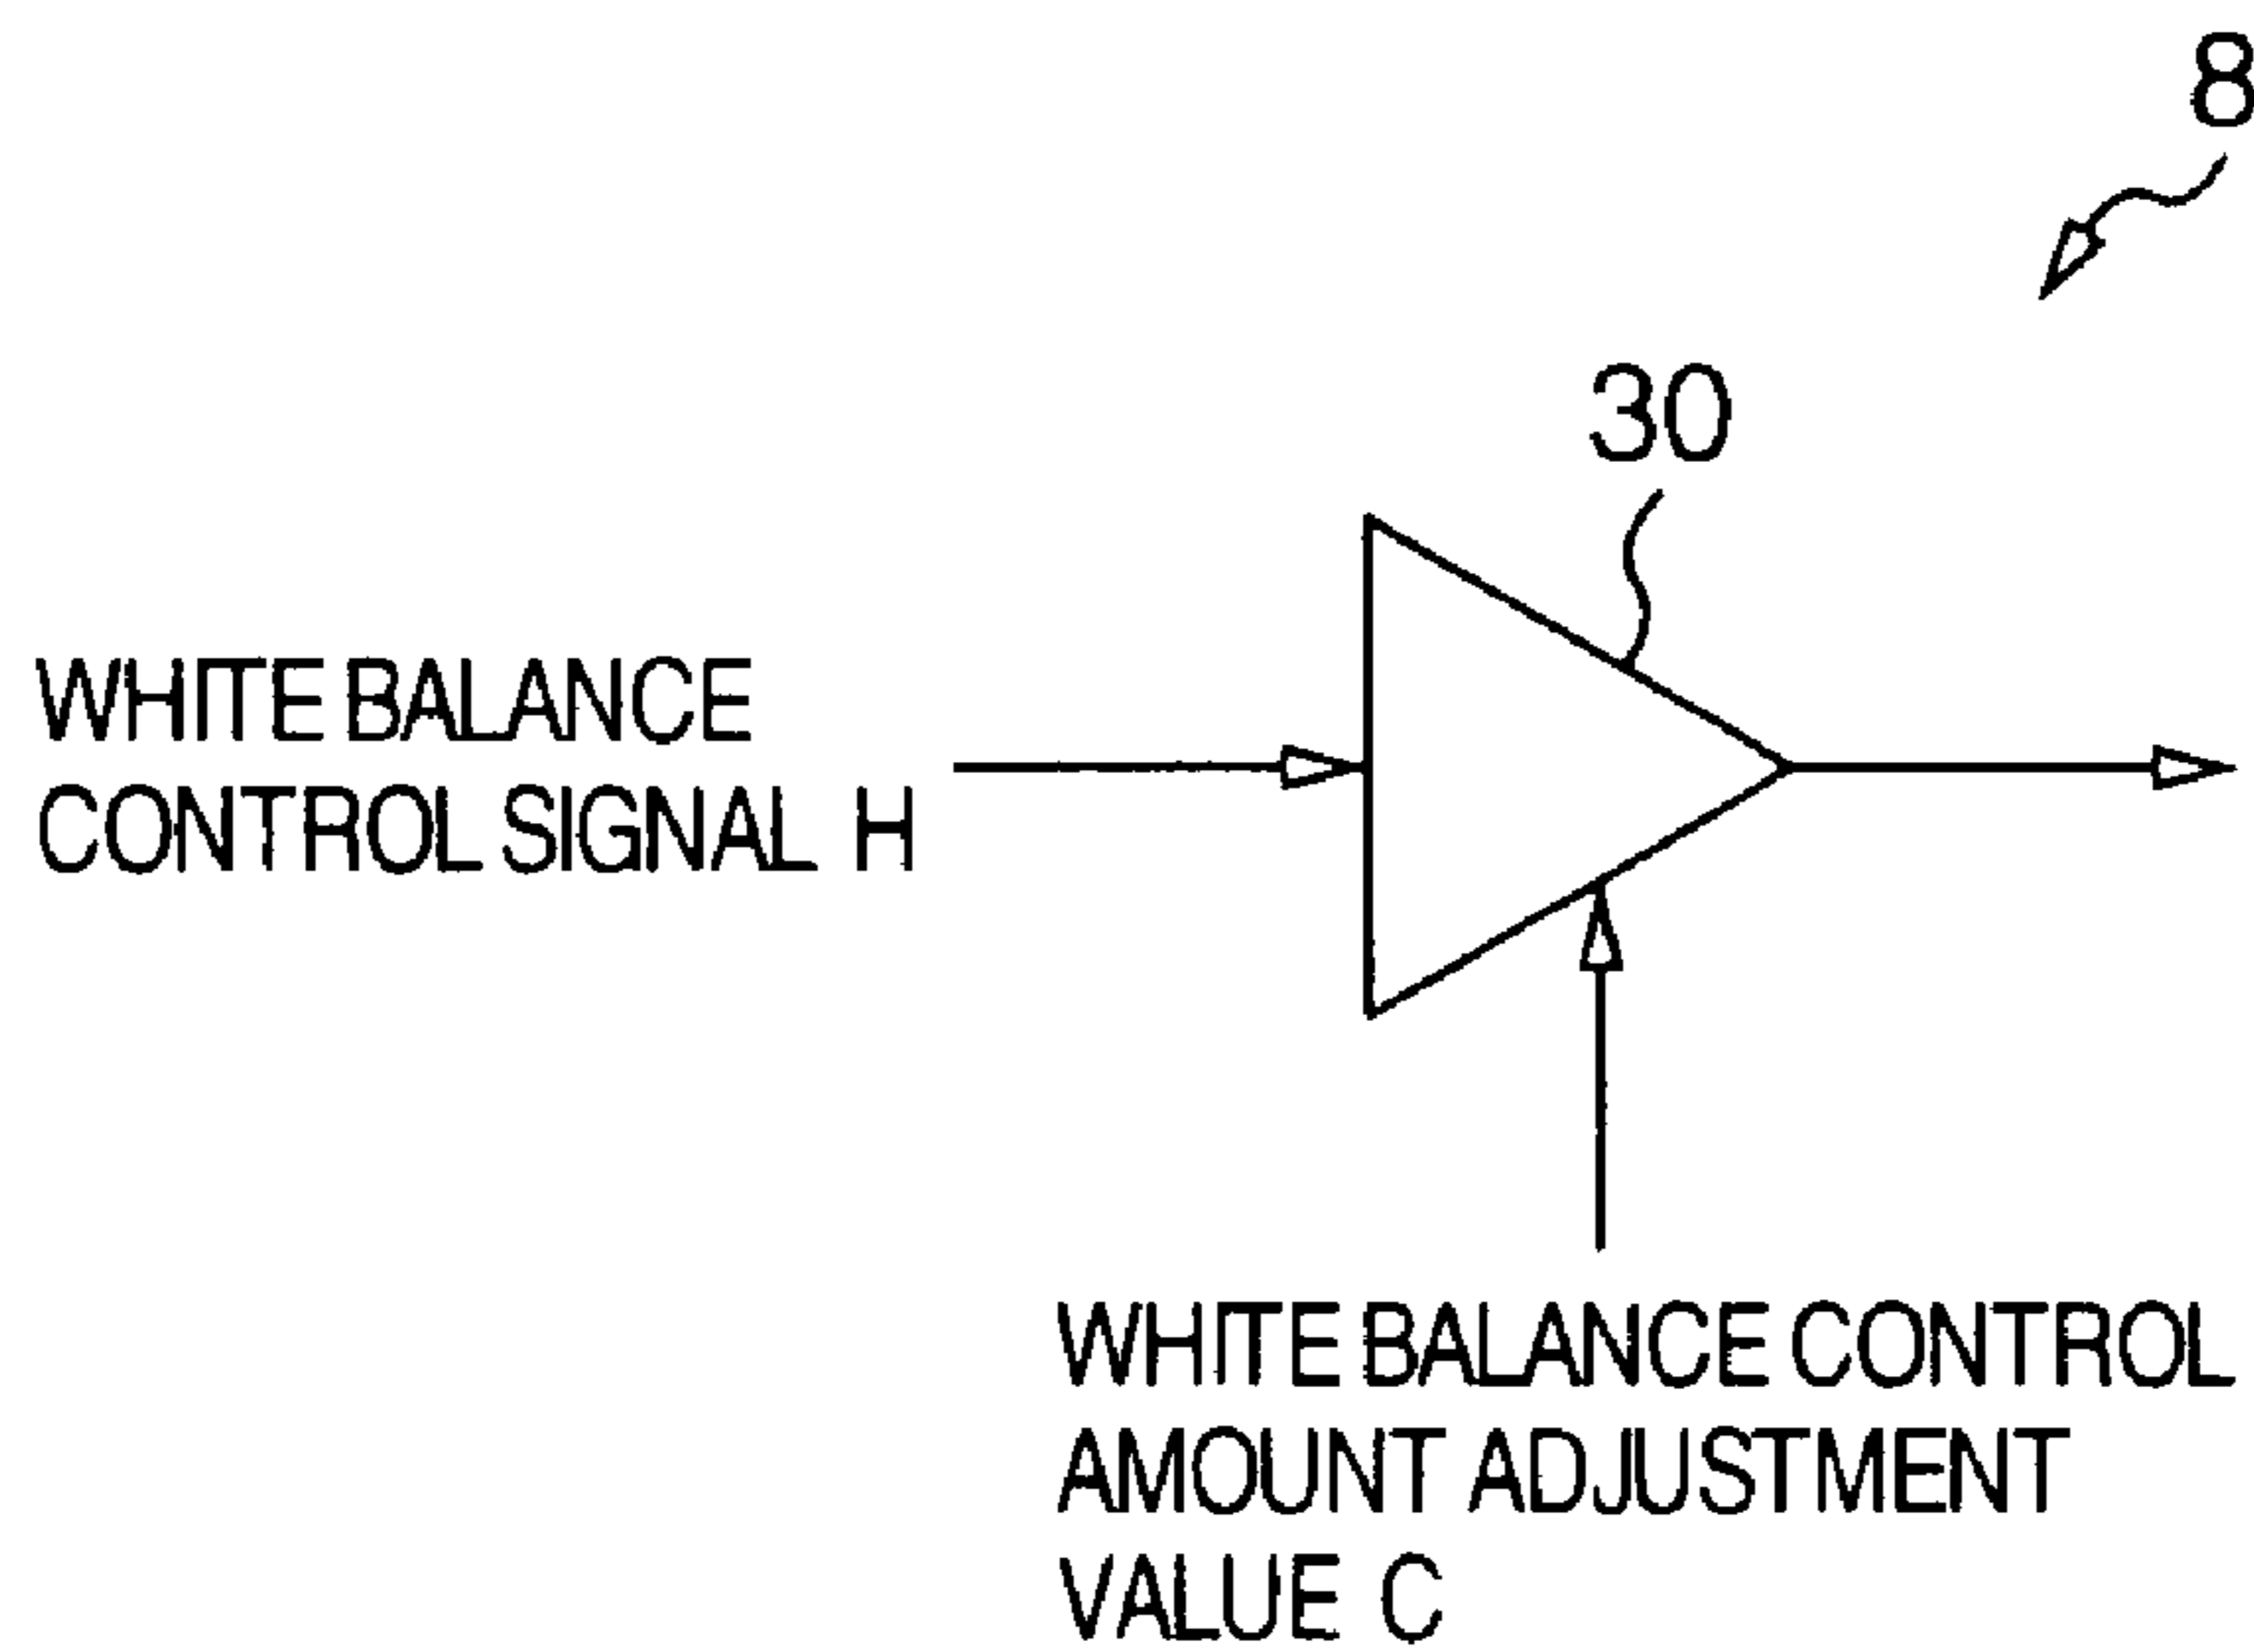 8
30
WHITE BALANCE
CONTROL SIGNAL H
WHITE BALANCE CONTROL
AMOUNT ADJUSTMENT
VALUE C